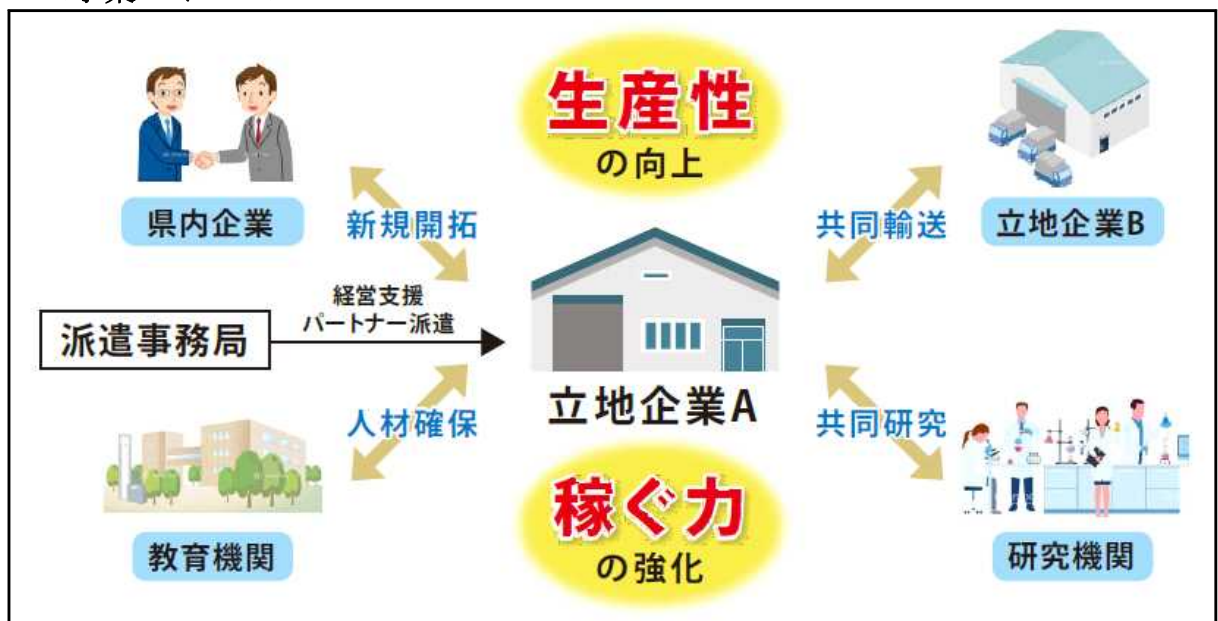 生産性
の向上
県内企業
新規開拓
共同輸送
立地企業B
経営支援
パートナー派遣
派遣事務局
立地企業A
人材確保
共同研究
教育機関
稼ぐ力
の強化
研究機関